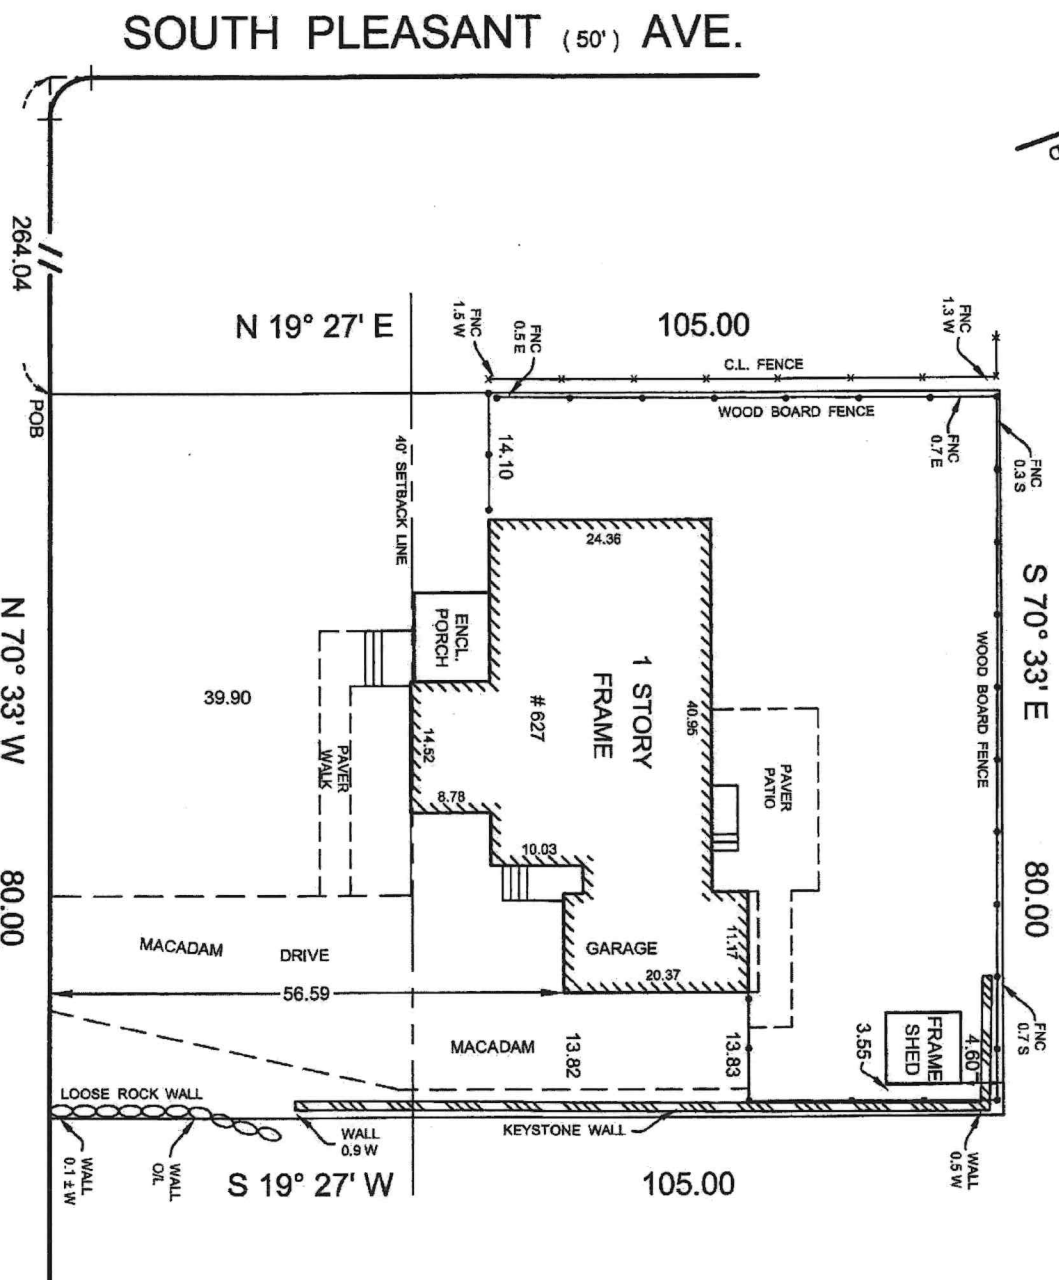 SOUTH PLEASANT (50') AVE.
264.04
POB
N 70° 33' W
80.00
N 19° 27' E
105.00
FNC
1.5 W
FNC
0.5 E
FNC
1.3 W
C.L. FENCE
WOOD BOARD FENCE
FNC
0.7 E
FNC
0.3 S
S 70° 33' E
80.00
WOOD BOARD FENCE
14.10
40' SETBACK LINE
24.36
ENCL.
PORCH
1 STORY
FRAME
# 627
40.95
39.90
14.52
8.78
PAVER
WALK
PAVER
PATIO
10.03
GARAGE
11.17
20.37
MACADAM
DRIVE
56.59
MACADAM
13.82
13.83
3.55
FRAME
SHED
4.60
FNC
0.7 S
LOOSE ROCK WALL
KEYSTONE WALL
WALL
0.1 ± W
WALL
O/L
WALL
0.9 W
WALL
0.5 W
S 19° 27' W
105.00